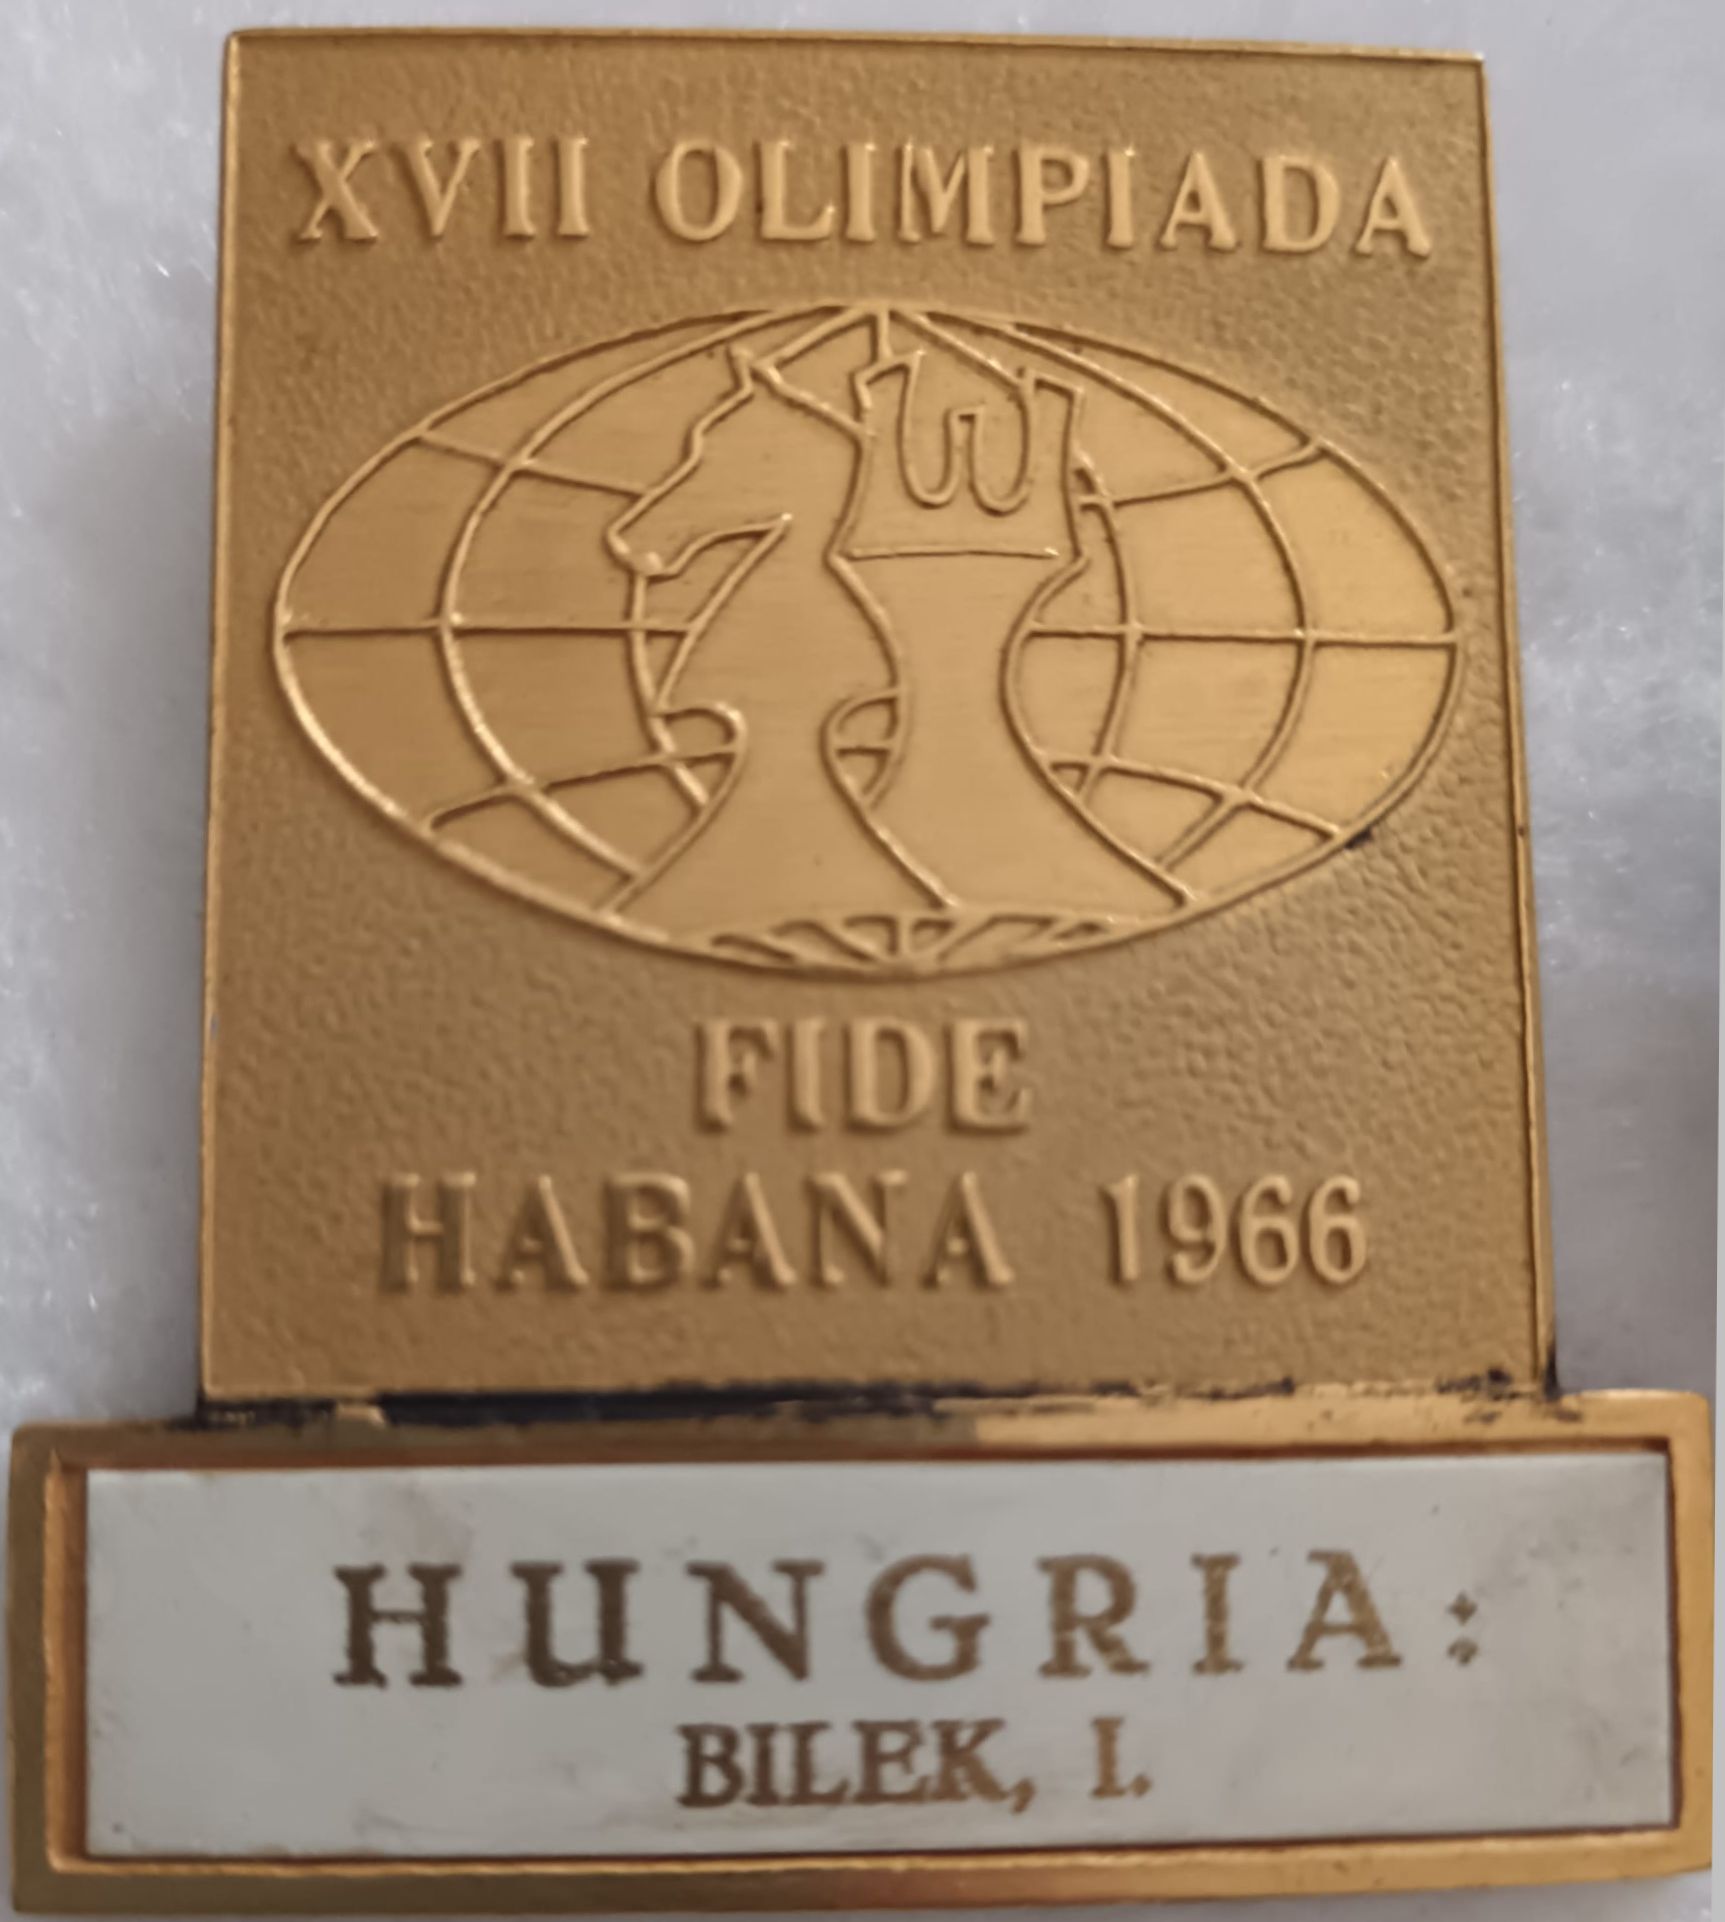 XVII OLIMPIADA
FIDE
HABANA 1966
HUNGRIA:
BILEK, I.